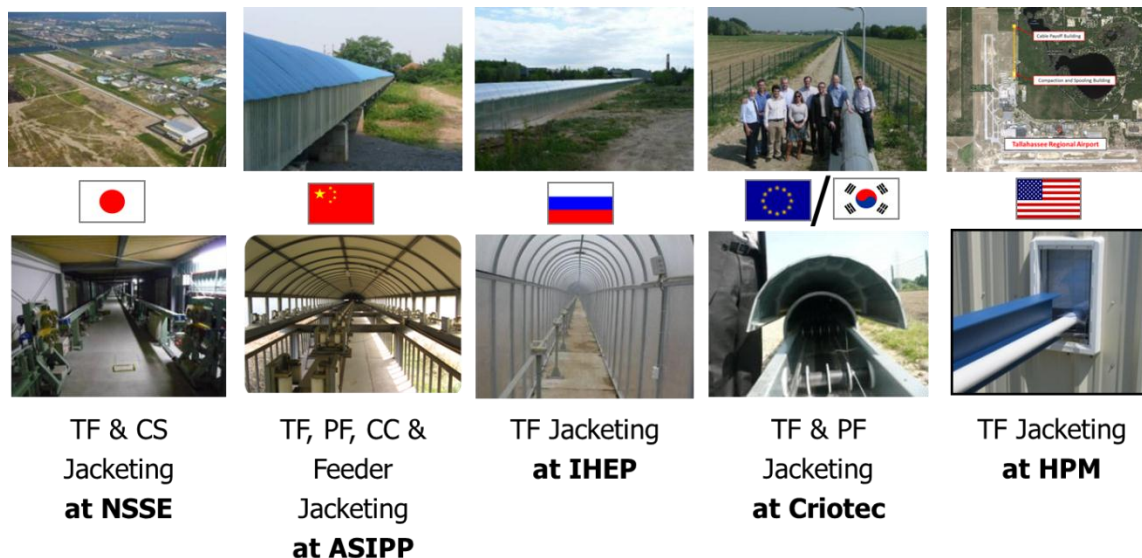 Cable Payoff Building
Compaction and Spooling Building
Tallahassee Regional Airport
TF & CS
Jacketing
at NSSE
TF, PF, CC &
Feeder
Jacketing
at ASIPP
TF Jacketing
at IHEP
/
TF & PF
Jacketing
at Criotec
TF Jacketing
at HPM